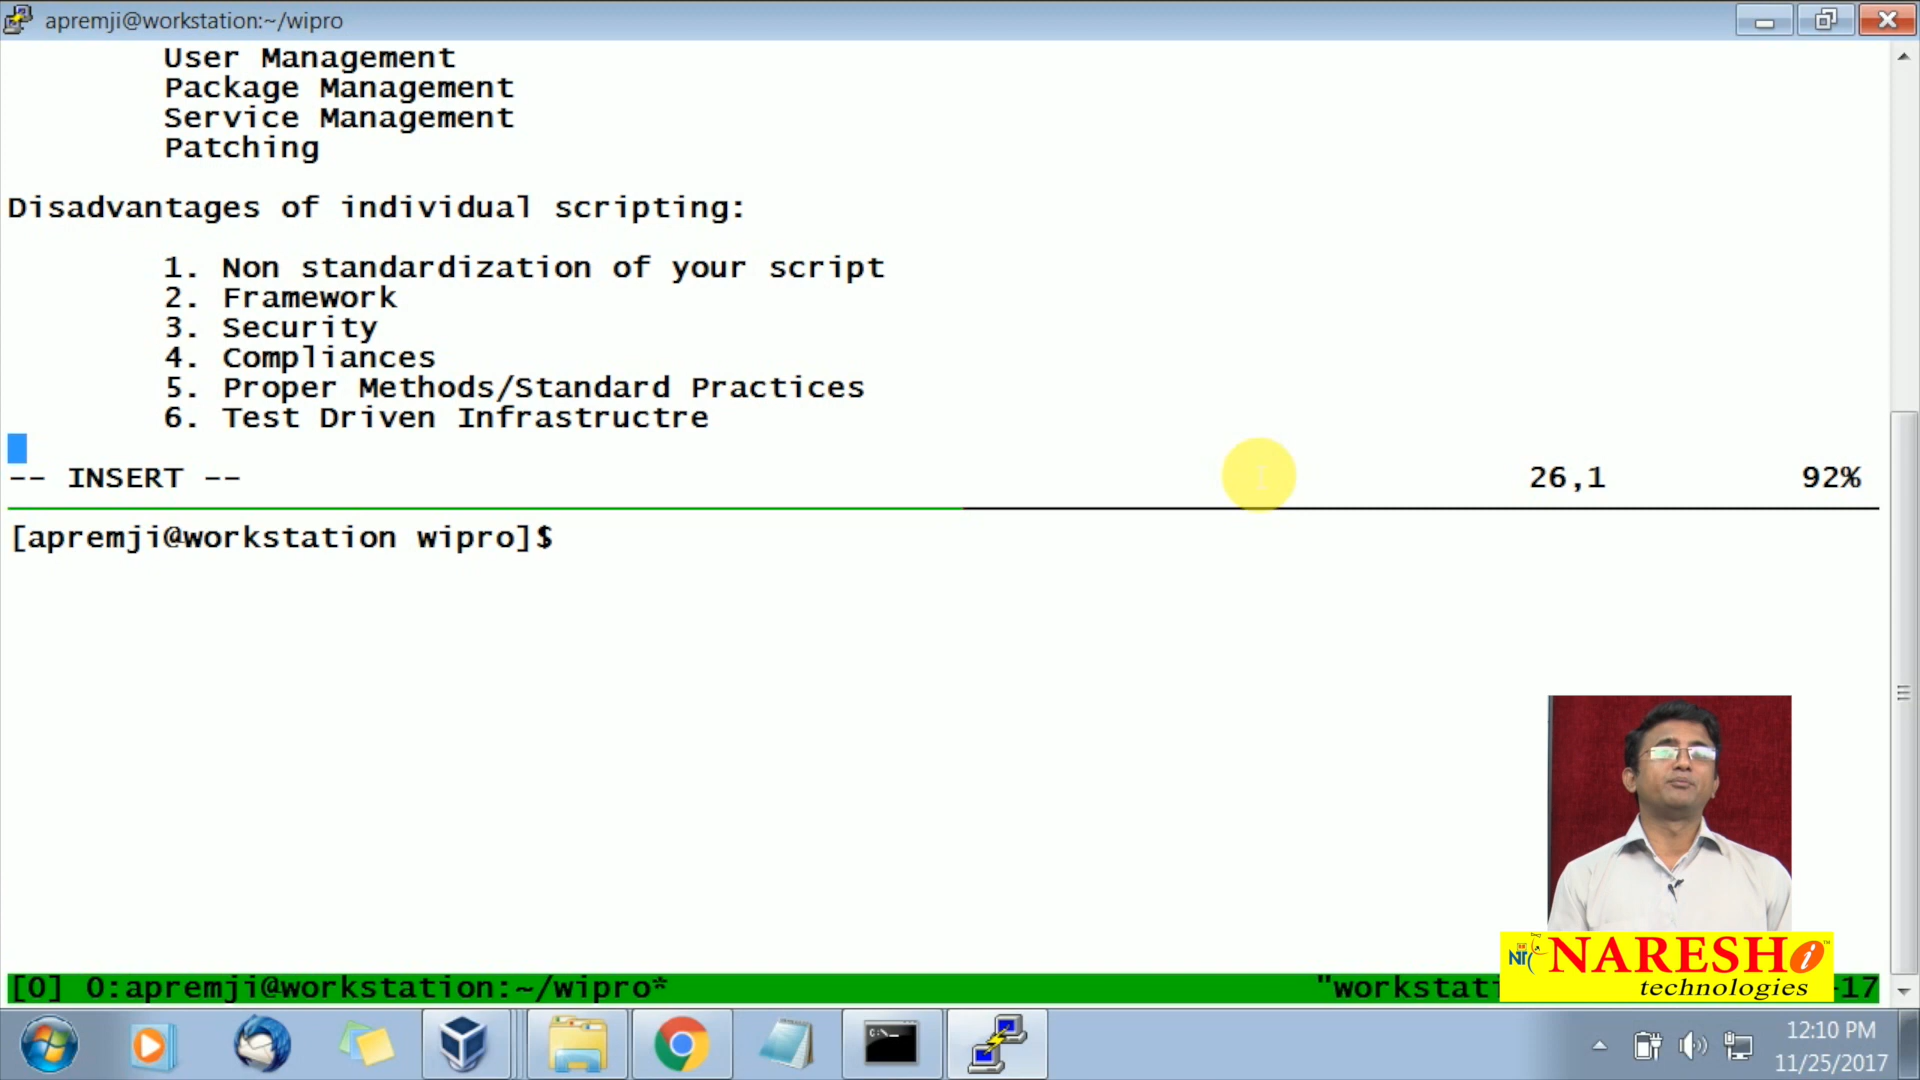 apremji@workstation:~/wipro
User Management
Package Management
Service Management
Patching
Disadvantages of individual scripting:
1. Non standardization of your script
2. Framework
3. Security
4. Compliances
5. Proper Methods/Standard Practices
6. Test Driven Infrastructre
-- INSERT -- 26,1 92%
[apremji@workstation wipro]$
[0] 0:apremji@workstation:~/wipro* "workstati -17
NARESH i
technologies
C:\_
12:10 PM
11/25/2017